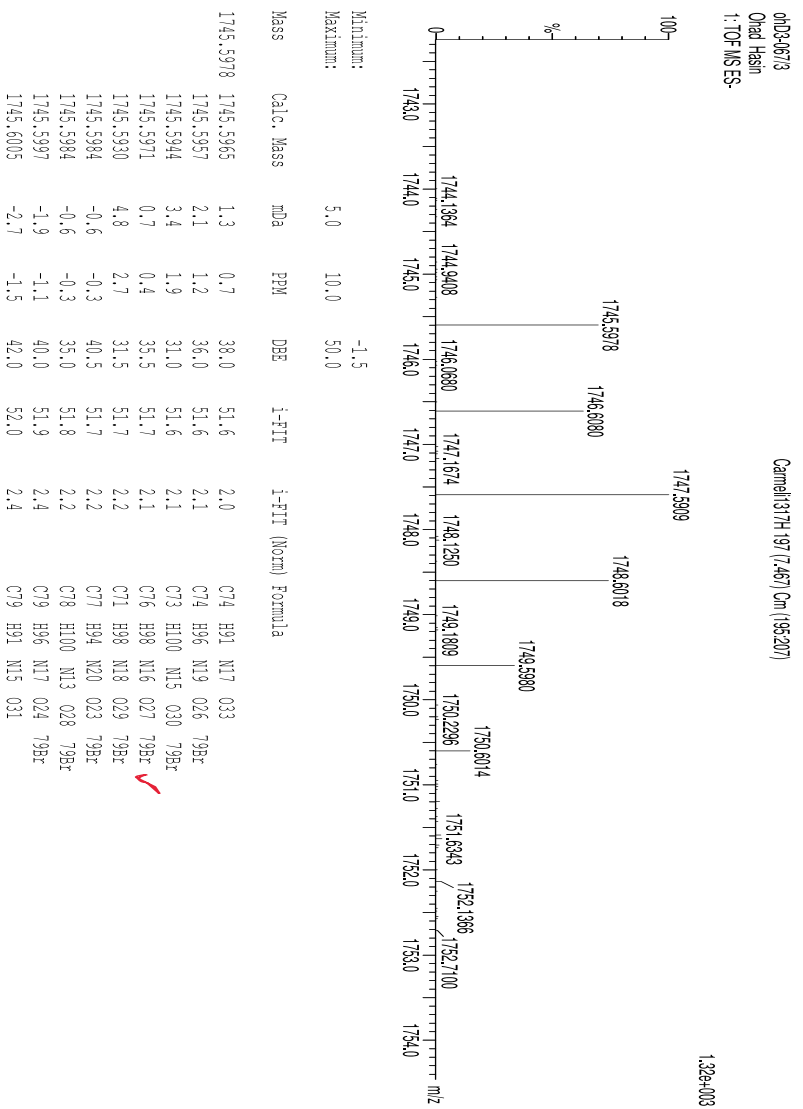 ohD3-067/3 Carmeli1317H 197 (7.467) Cm (195:207)
Ohad Hasin
1: TOF MS ES- 1.32e+003
100
%
0
1745.5978
1746.6080
1747.5909
1748.6018
1749.5980
1750.6014
1744.1364
1744.9408
1746.0680
1747.1674
1748.1250
1749.1809
1750.2296
1751.6343
1752.1366
1752.7100
1743.0 1744.0 1745.0 1746.0 1747.0 1748.0 1749.0 1750.0 1751.0 1752.0 1753.0 1754.0 m/z
Minimum: -1.5
Maximum: 5.0 10.0 50.0
Mass Calc. Mass mDa PPM DBE i-FIT i-FIT (Norm) Formula
1745.5978 1745.5965 1.3 0.7 38.0 51.6 2.0 C74 H91 N17 O33
1745.5957 2.1 1.2 36.0 51.6 2.1 C74 H96 N19 O26 79Br
1745.5944 3.4 1.9 31.0 51.6 2.1 C73 H100 N15 O30 79Br
1745.5971 0.7 0.4 35.5 51.7 2.1 C76 H98 N16 O27 79Br
1745.5930 4.8 2.7 31.5 51.7 2.2 C71 H98 N18 O29 79Br
1745.5984 -0.6 -0.3 40.5 51.7 2.2 C77 H94 N20 O23 79Br
1745.5984 -0.6 -0.3 35.0 51.8 2.2 C78 H100 N13 O28 79Br
1745.5997 -1.9 -1.1 40.0 51.9 2.4 C79 H96 N17 O24 79Br
1745.6005 -2.7 -1.5 42.0 52.0 2.4 C79 H91 N15 O31